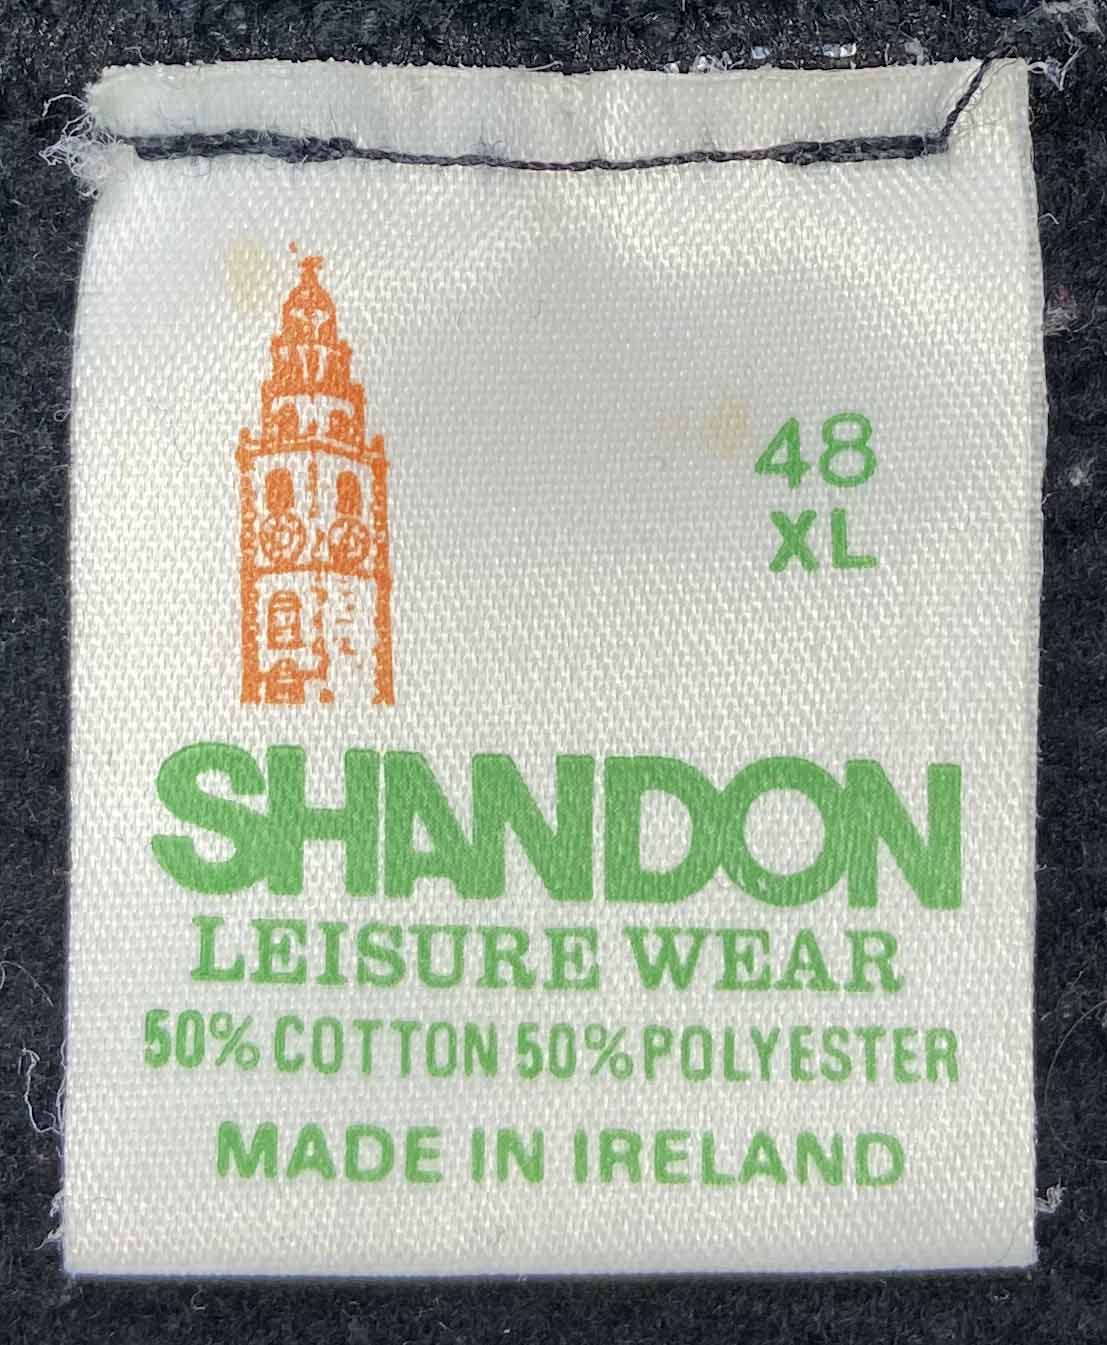 48
XL
SHANDON
LEISURE WEAR
50% COTTON 50% POLYESTER
MADE IN IRELAND